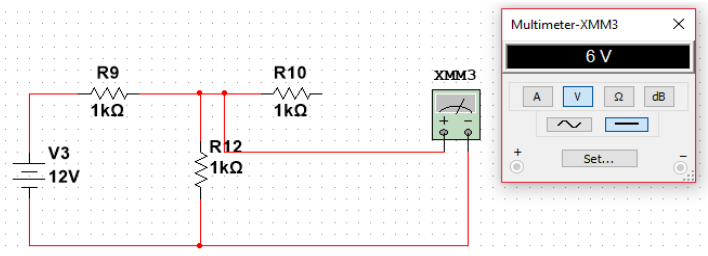 Multimeter-XMM3
6 V
A V Ω dB
+ Set... −
R9
1kΩ
R10
1kΩ
XMM3
+ −
R12
1kΩ
V3
12V